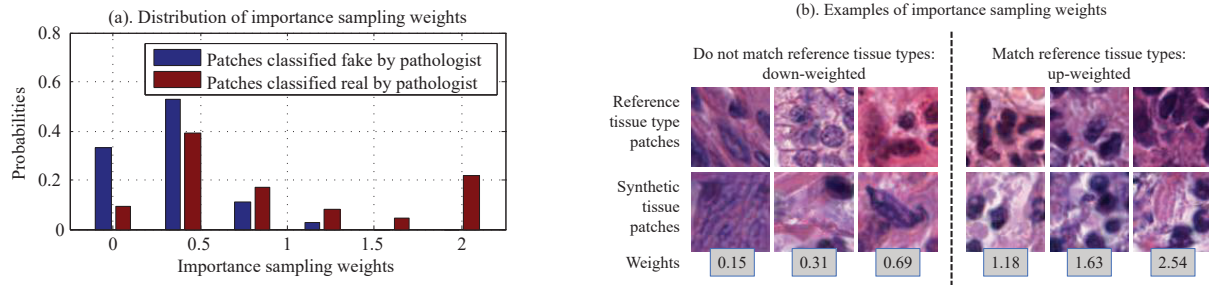 (a). Distribution of importance sampling weights
0.8
0.6
0.4
0.2
0
Probabilities
Patches classified fake by pathologist
Patches classified real by pathologist
0 0.5 1 1.5 2
Importance sampling weights
(b). Examples of importance sampling weights
Do not match reference tissue types:
down-weighted
Match reference tissue types:
up-weighted
Reference
tissue type
patches
Synthetic
tissue
patches
Weights 0.15 0.31 0.69 1.18 1.63 2.54